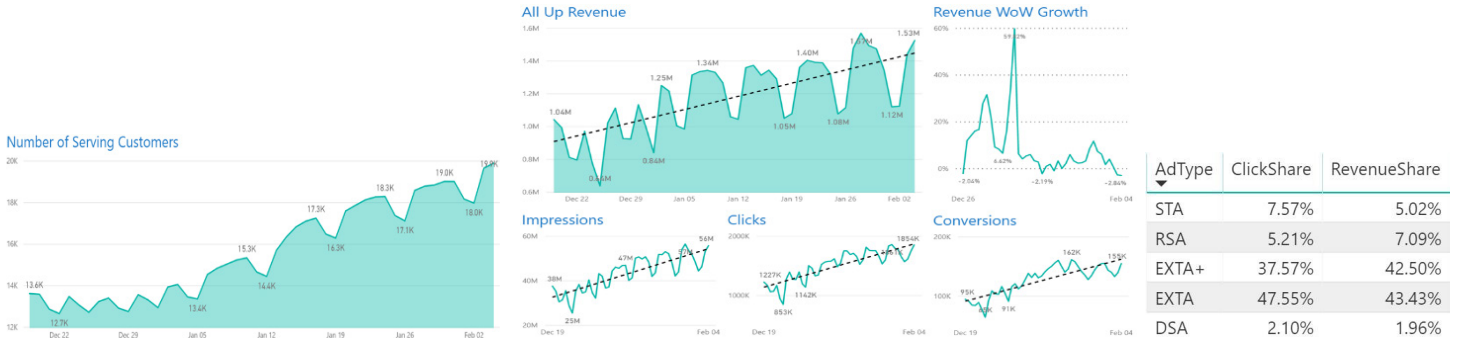 Number of Serving Customers
20K
18K
16K
14K
12K
13.6K
12.7K
13.4K
15.3K
14.4K
17.3K
16.3K
18.3K
17.1K
19.0K
18.0K
Dec 22
Dec 29
Jan 05
Jan 12
Jan 19
Jan 26
Feb 02
All Up Revenue
1.6M
1.4M
1.2M
1.0M
0.8M
0.6M
1.04M
0.84M
1.25M
1.34M
1.05M
1.40M
1.08M
1.12M
1.53M
Dec 22
Dec 29
Jan 05
Jan 12
Jan 19
Jan 26
Feb 02
Revenue WoW Growth
60%
40%
20%
0%
-2.04%
6.62%
-2.19%
-2.84%
Dec 26
Feb 04
Impressions
60M
40M
20M
38M
25M
47M
56M
Dec 19
Feb 04
Clicks
2000K
1000K
1227K
853K
1142K
1854K
Dec 19
Feb 04
Conversions
200K
100K
95K
91K
162K
155K
Dec 19
Feb 04
AdType ClickShare RevenueShare
STA 7.57% 5.02%
RSA 5.21% 7.09%
EXTA+ 37.57% 42.50%
EXTA 47.55% 43.43%
DSA 2.10% 1.96%